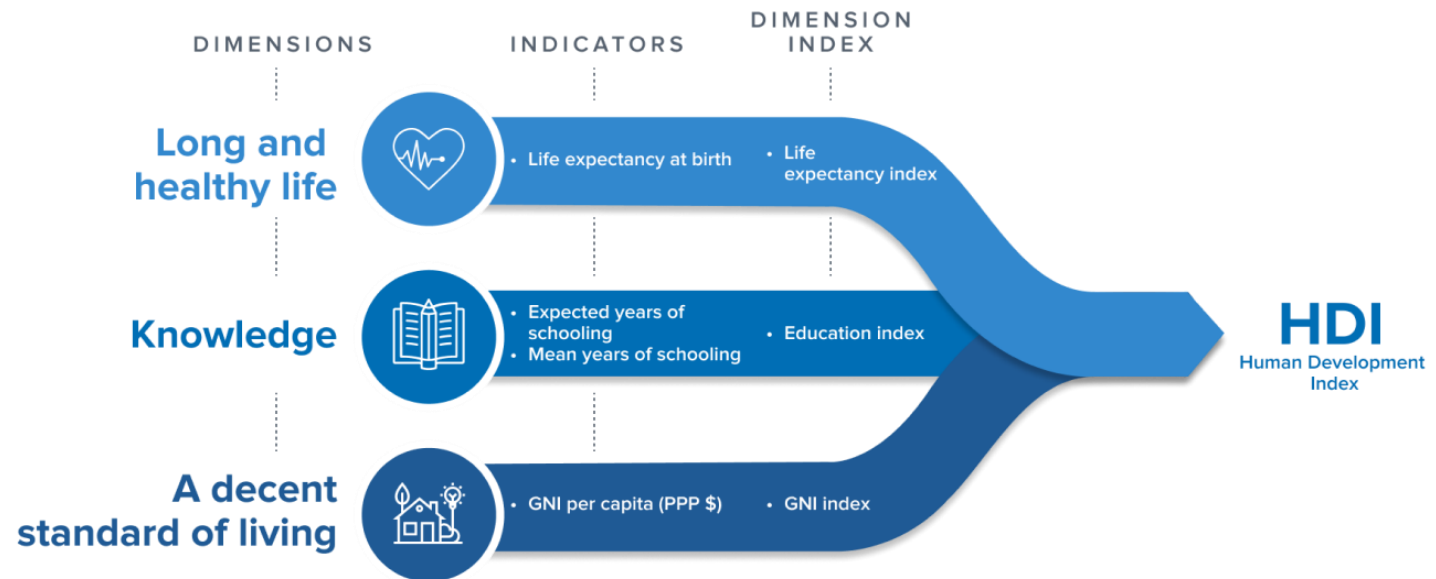 DIMENSIONS
INDICATORS
DIMENSION
INDEX
Long and
healthy life
• Life expectancy at birth
• Life
expectancy index
Knowledge
• Expected years of
schooling
• Mean years of schooling
• Education index
A decent
standard of living
• GNI per capita (PPP $)
• GNI index
HDI
Human Development
Index